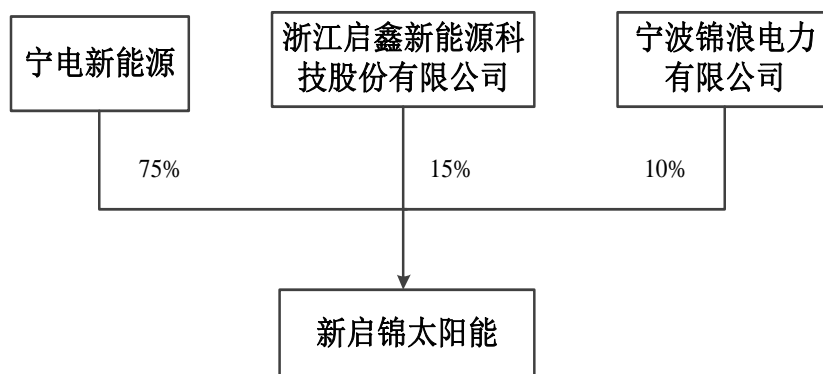 宁电新能源
浙江启鑫新能源科
技股份有限公司
宁波锦浪电力
有限公司
75%
15%
10%
新启锦太阳能